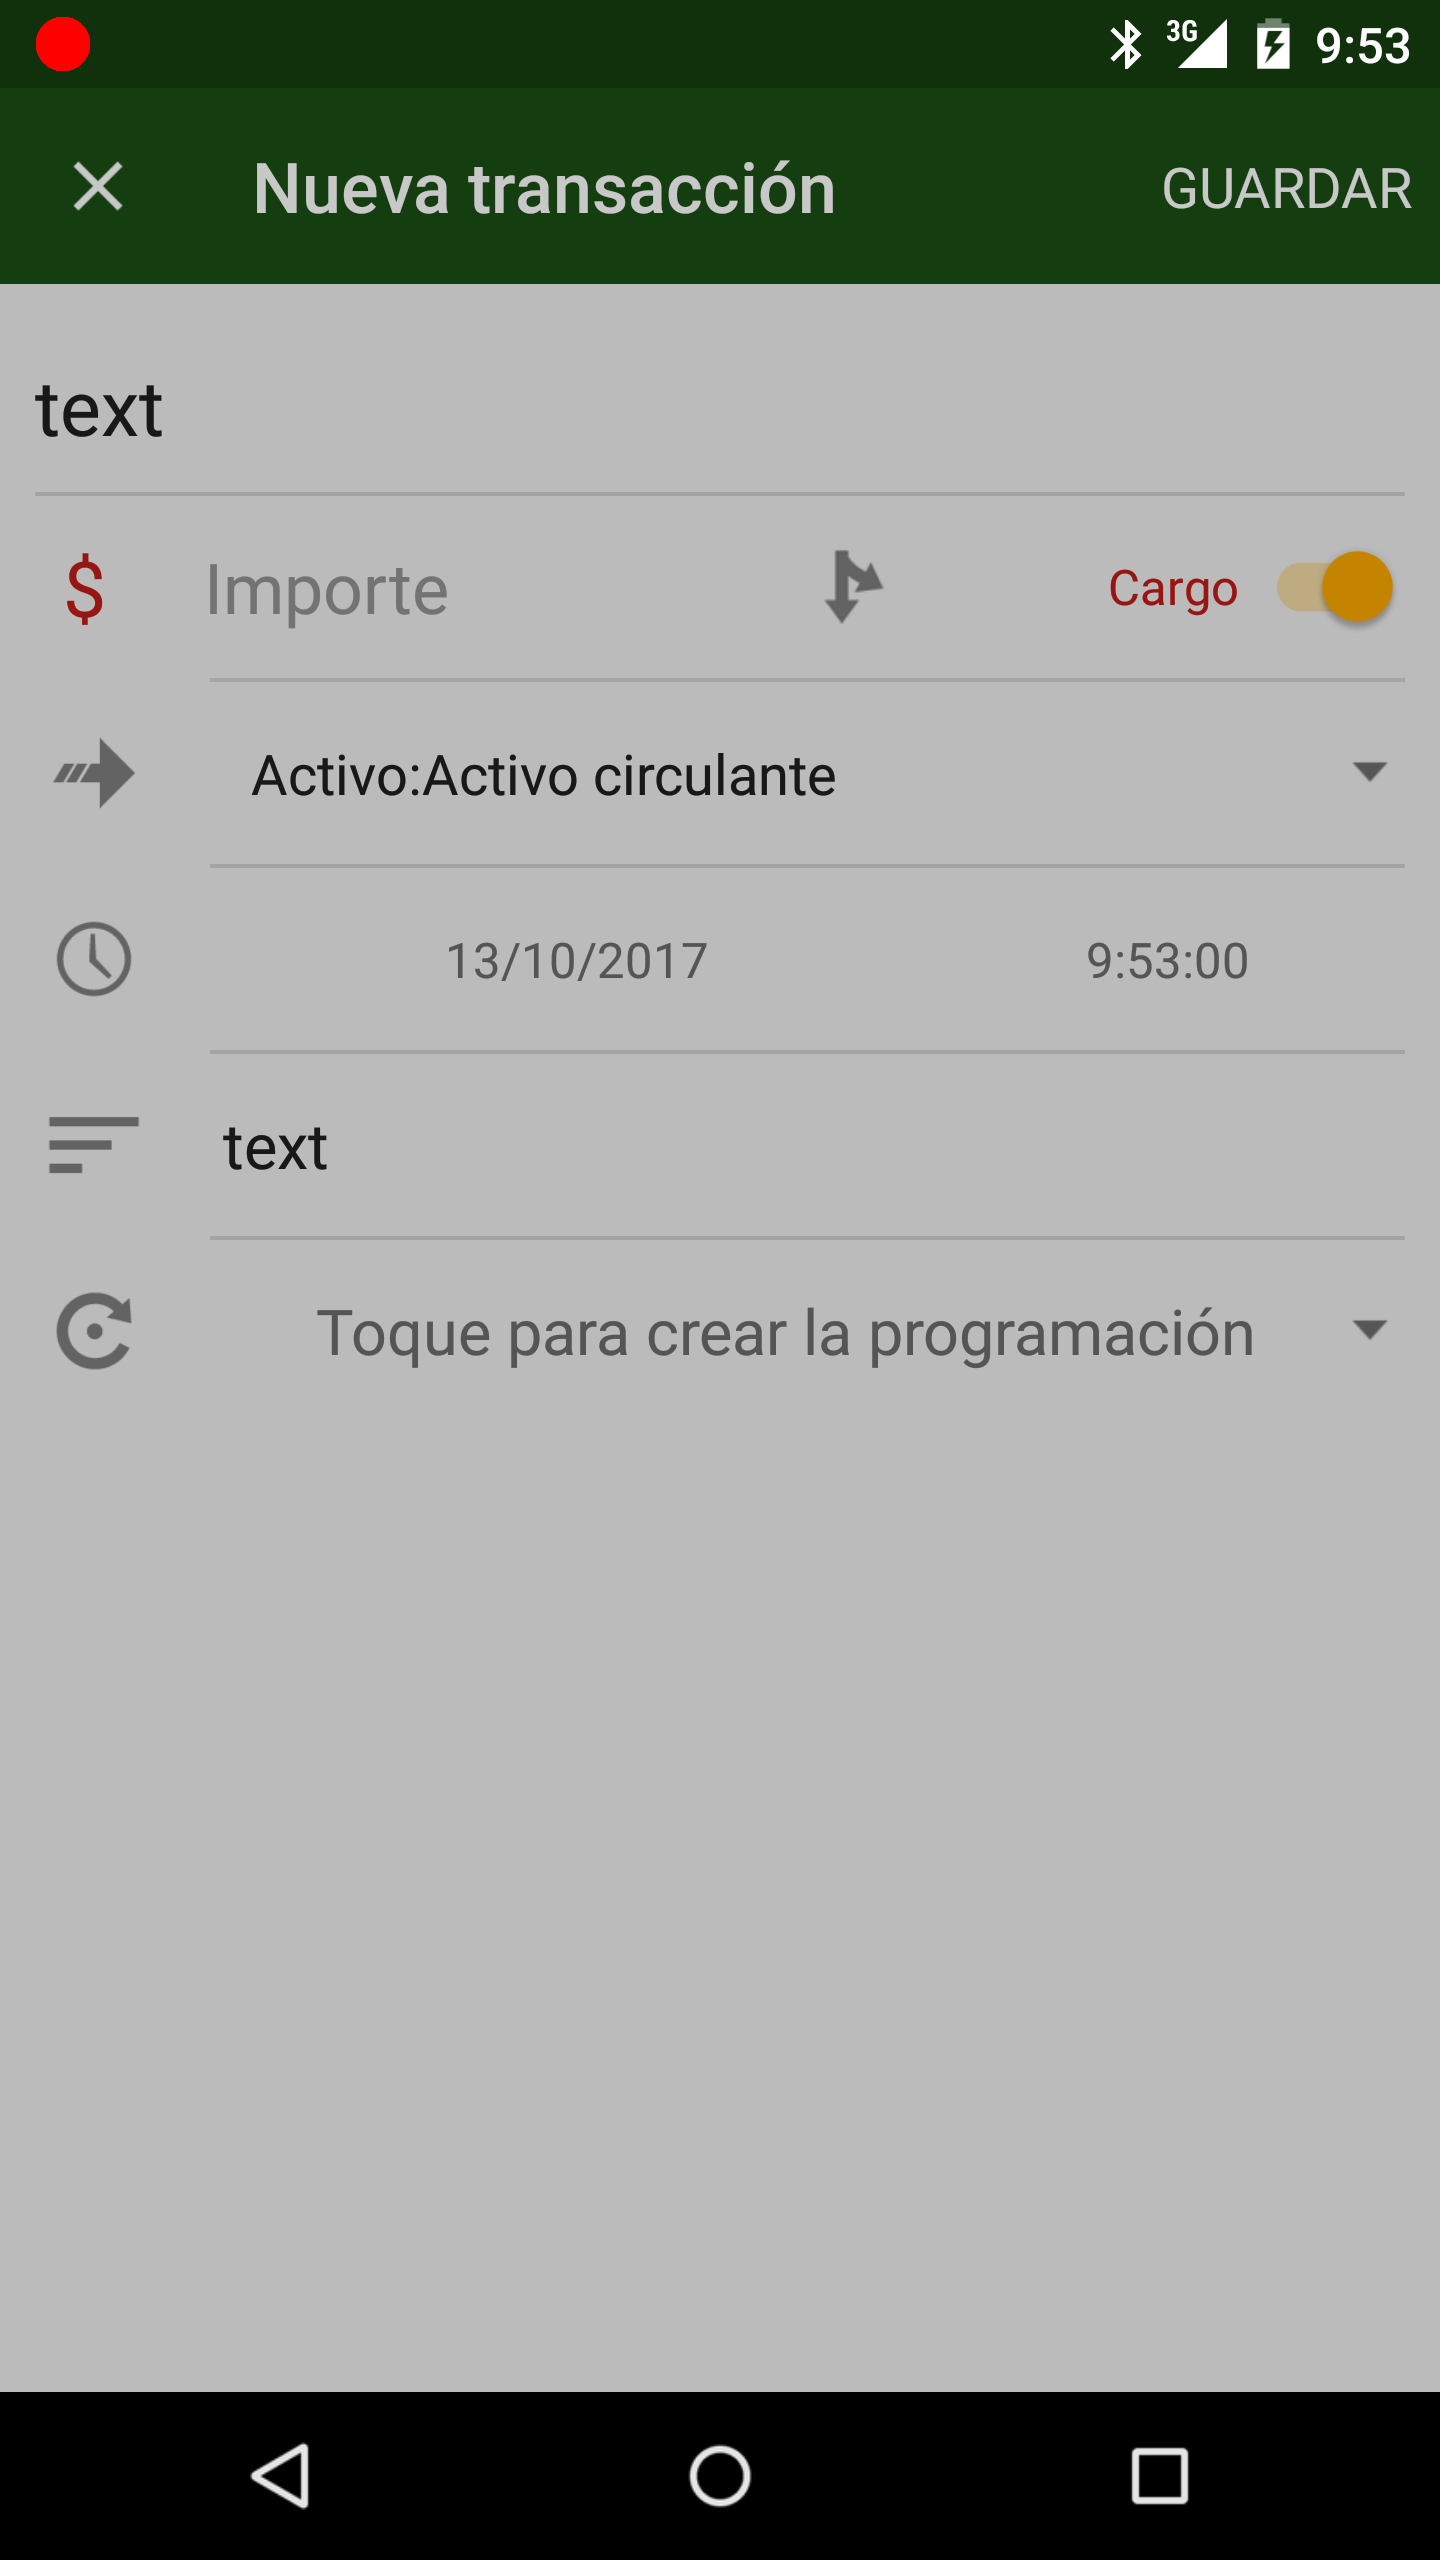 3G 9:53
Nueva transacción GUARDAR
text
$ Importe Cargo
Activo:Activo circulante
13/10/2017 9:53:00
text
Toque para crear la programación